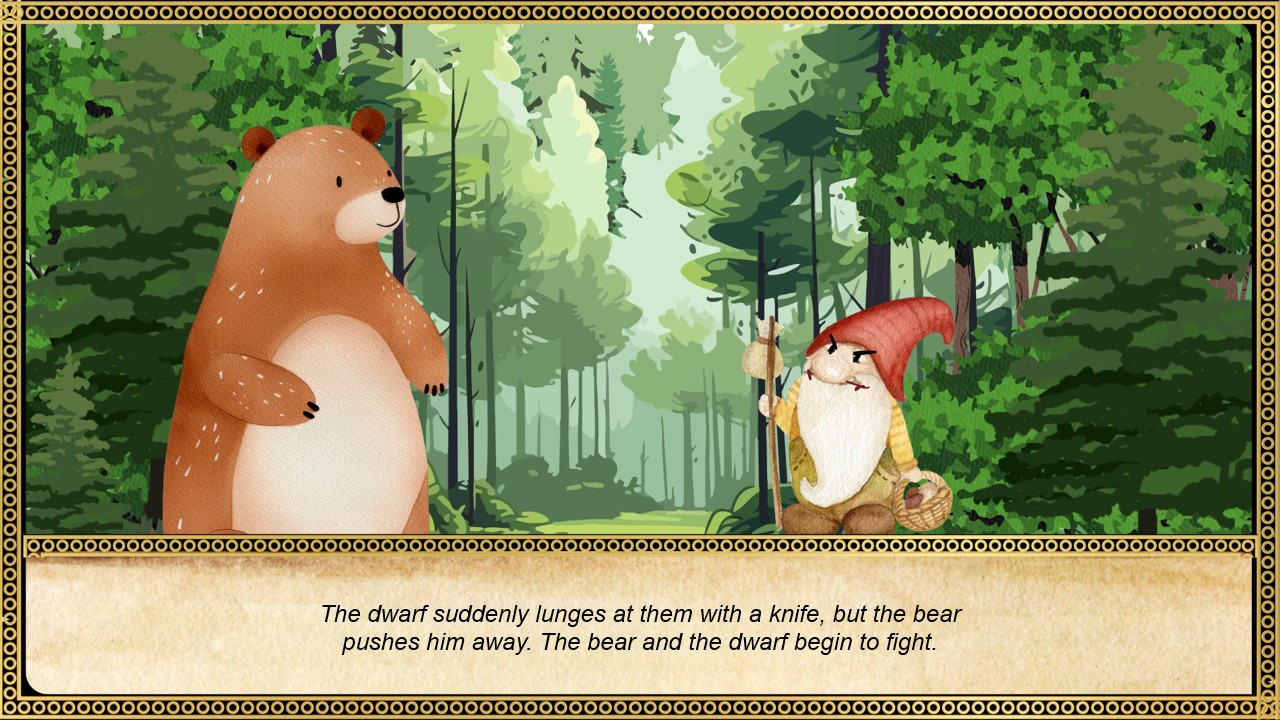 The dwarf suddenly lunges at them with a knife, but the bear
pushes him away. The bear and the dwarf begin to fight.